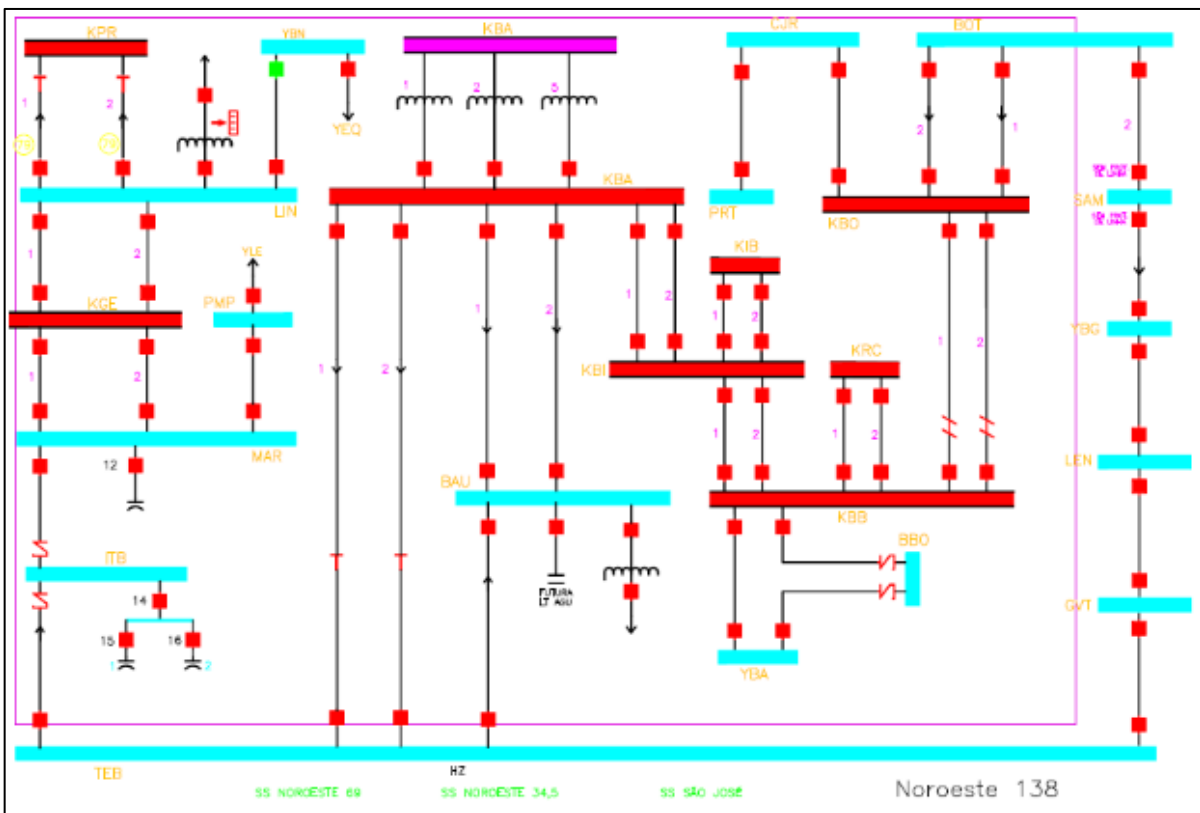 KPR
YBN
KBA
CJR
BOT
1
2
1
2
5
2
1
2
YEQ
79
79
LIN
KBA
PRT
KBO
SAM
YLE
KIB
1
2
1
2
1
2
KGE
PMP
YBG
1
2
1
2
KBI
KRC
1
2
1
2
1
2
1
2
MAR
12
BAU
LEN
KBB
ITB
BBO
14
FUTURA
LT AGU
GVT
15
16
1
2
YBA
TEB
HZ
SS NOROESTE 69
SS NOROESTE 34,5
SS SÃO JOSÉ
Noroeste 138